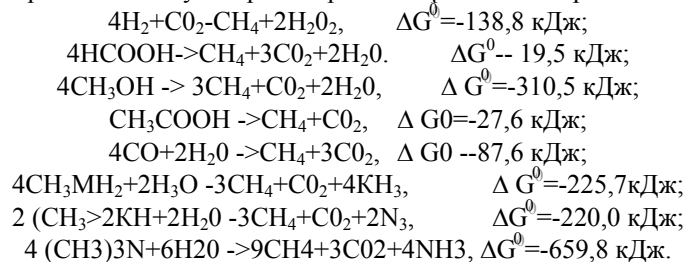 4H₂+C0₂-CH₄+2H₂0₂, ΔG⁰=-138,8 кДж;
4HCOOH->CH₄+3C0₂+2H₂0. ΔG⁰-- 19,5 кДж;
4CH₃OH -> 3CH₄+C0₂+2H₂0, Δ G⁰=-310,5 кДж;
CH₃COOH ->CH₄+C0₂, Δ G0=-27,6 кДж;
4CO+2H₂0 ->CH₄+3C0₂, Δ G0 --87,6 кДж;
4CH₃MH₂+2H₃O -3CH₄+C0₂+4KH₃, Δ G⁰=-225,7кДж;
2 (CH₃>2KH+2H₂0 -3CH₄+C0₂+2N₃, ΔG⁰=-220,0 кДж;
4 (CH3)3N+6H20 ->9CH4+3C02+4NH3, ΔG⁰=-659,8 кДж.